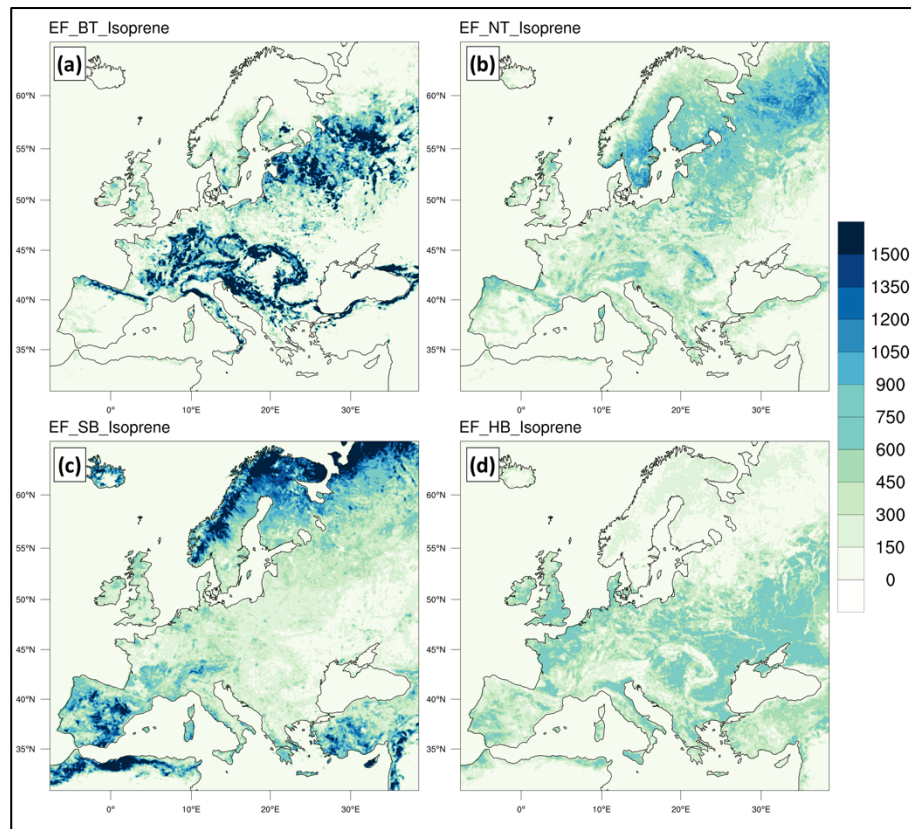 EF_BT_Isoprene
EF_NT_Isoprene
(a)
(b)
60°N
55°N
50°N
45°N
40°N
35°N
60°N
55°N
50°N
45°N
40°N
35°N
0°
10°E
20°E
30°E
0°
10°E
20°E
30°E
EF_SB_Isoprene
EF_HB_Isoprene
(c)
(d)
60°N
55°N
50°N
45°N
40°N
35°N
60°N
55°N
50°N
45°N
40°N
35°N
0°
10°E
20°E
30°E
0°
10°E
20°E
30°E
1500
1350
1200
1050
900
750
600
450
300
150
0